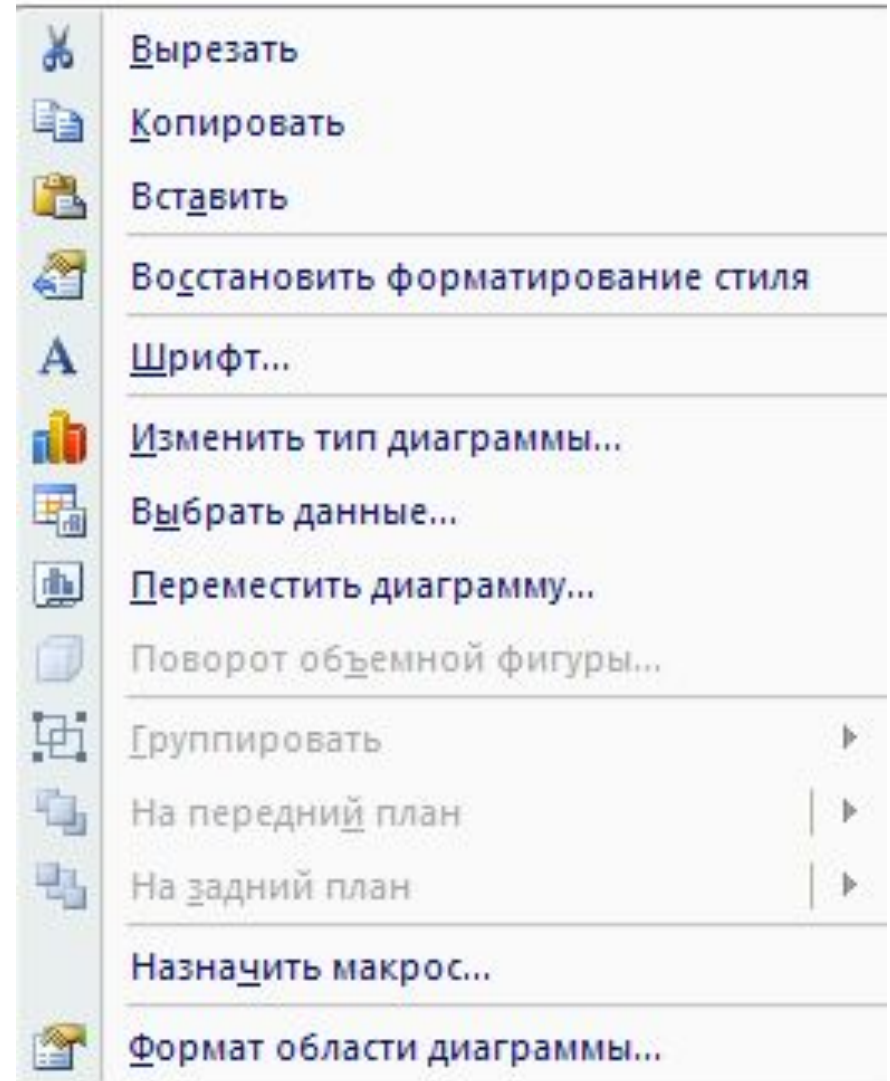 Вырезать
Копировать
Вставить
Восстановить форматирование стиля
Шрифт...
Изменить тип диаграммы...
Выбрать данные...
Переместить диаграмму...
Поворот объемной фигуры...
Группировать
На передний план
На задний план
Назначить макрос...
Формат области диаграммы...